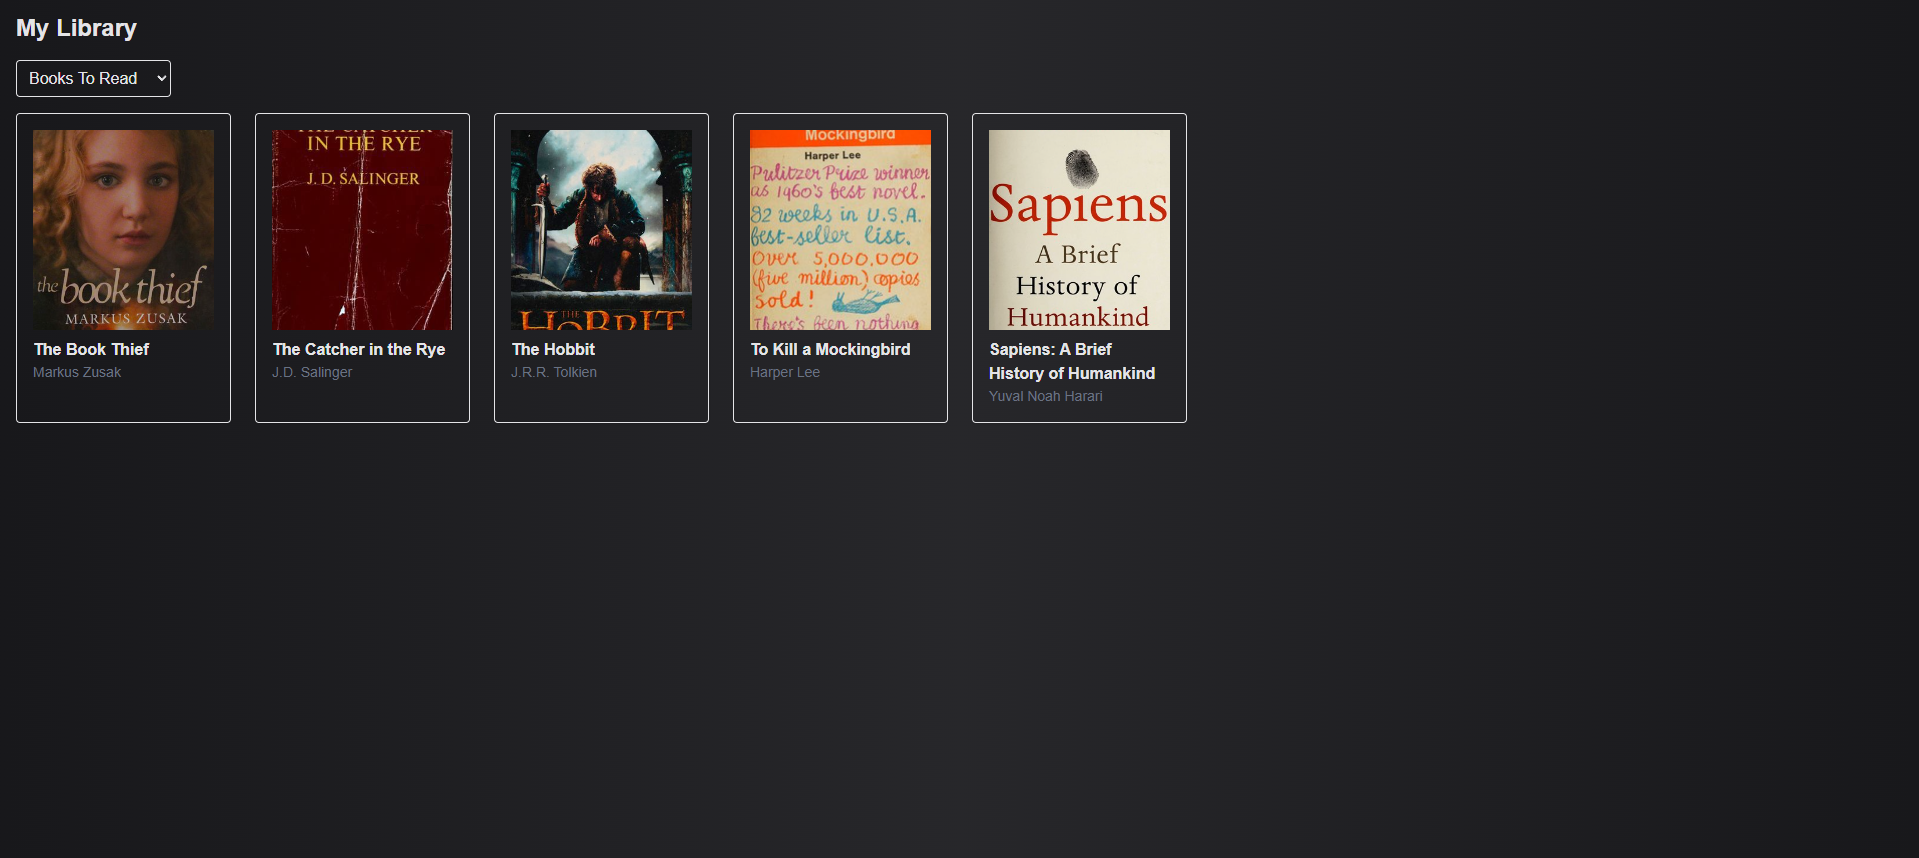 My Library
Books To Read
the book thief
MARKUS ZUSAK
The Book Thief
Markus Zusak
THE CATCHER
IN THE RYE
J. D. SALINGER
The Catcher in the Rye
J.D. Salinger
THE
HOBBIT
The Hobbit
J.R.R. Tolkien
Mockingbird
Harper Lee
Pulitzer Prize winner
as 1960's best novel.
82 weeks in U.S.A.
best-seller list.
Over 5,000,000
(five million) copies
sold!
There's been nothing
To Kill a Mockingbird
Harper Lee
Sapiens
A Brief
History of
Humankind
Sapiens: A Brief
History of Humankind
Yuval Noah Harari